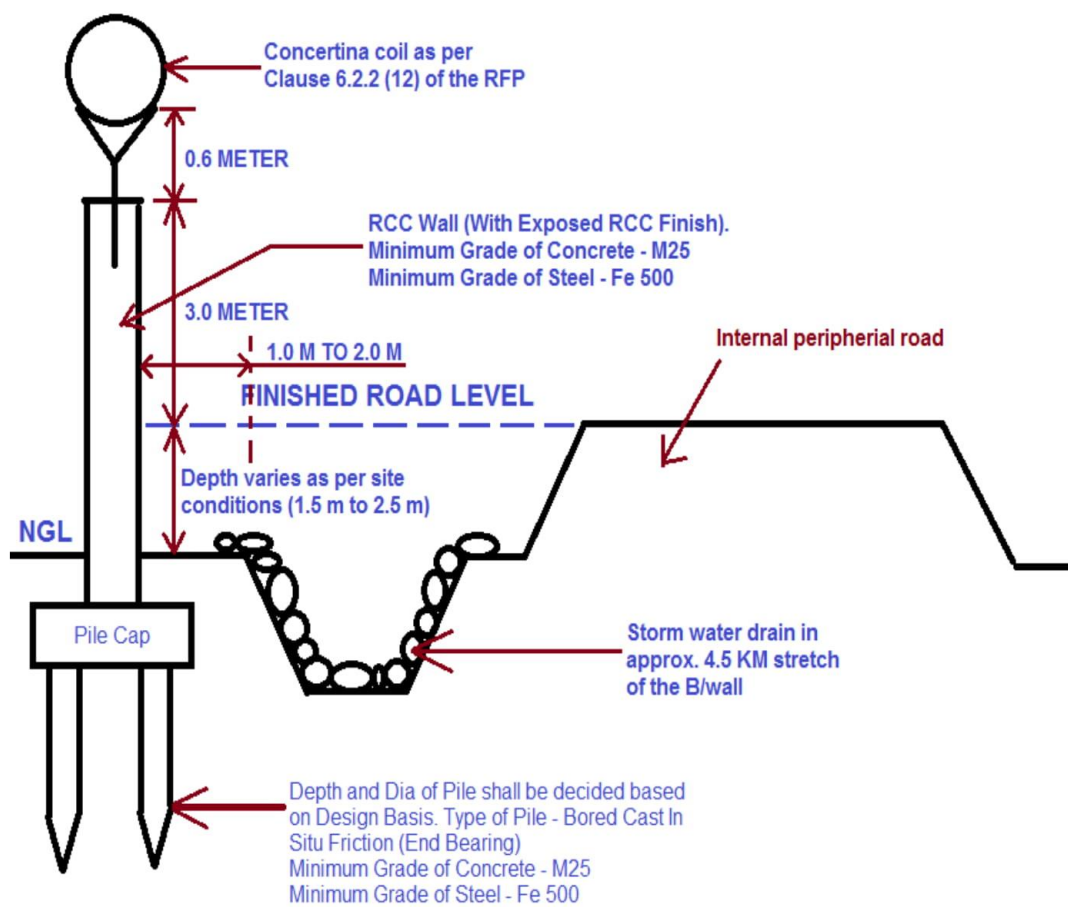 Concertina coil as per
Clause 6.2.2 (12) of the RFP
0.6 METER
RCC Wall (With Exposed RCC Finish).
Minimum Grade of Concrete - M25
Minimum Grade of Steel - Fe 500
3.0 METER
1.0 M TO 2.0 M
Internal peripherial road
FINISHED ROAD LEVEL
Depth varies as per site
conditions (1.5 m to 2.5 m)
NGL
Pile Cap
Storm water drain in
approx. 4.5 KM stretch
of the B/wall
Depth and Dia of Pile shall be decided based
on Design Basis. Type of Pile - Bored Cast In
Situ Friction (End Bearing)
Minimum Grade of Concrete - M25
Minimum Grade of Steel - Fe 500